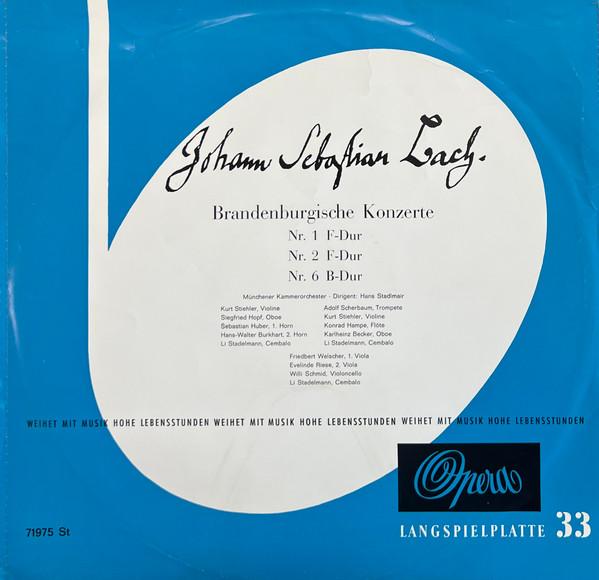 Johann Sebastian Bach.
Brandenburgische Konzerte
Nr. 1 F-Dur
Nr. 2 F-Dur
Nr. 6 B-Dur
Münchener Kammerorchester · Dirigent: Hans Stadlmair
Kurt Stiehler, Violine
Siegfried Hopf, Oboe
Sebastian Huber, 1. Horn
Hans-Walter Burkhart, 2. Horn
Li Stadelmann, Cembalo
Adolf Scherbaum, Trompete
Kurt Stiehler, Violine
Konrad Hampe, Flöte
Karlheinz Becker, Oboe
Li Stadelmann, Cembalo
Friedbert Welscher, 1. Viola
Evelinde Riese, 2. Viola
Willi Schmid, Violoncello
Li Stadelmann, Cembalo
WEIHET MIT MUSIK HOHE LEBENSSTUNDEN WEIHET MIT MUSIK HOHE LEBENSSTUNDEN WEIHET MIT MUSIK HOHE LEBENSSTUNDEN
Opera
71975 St
LANGSPIELPLATTE 33